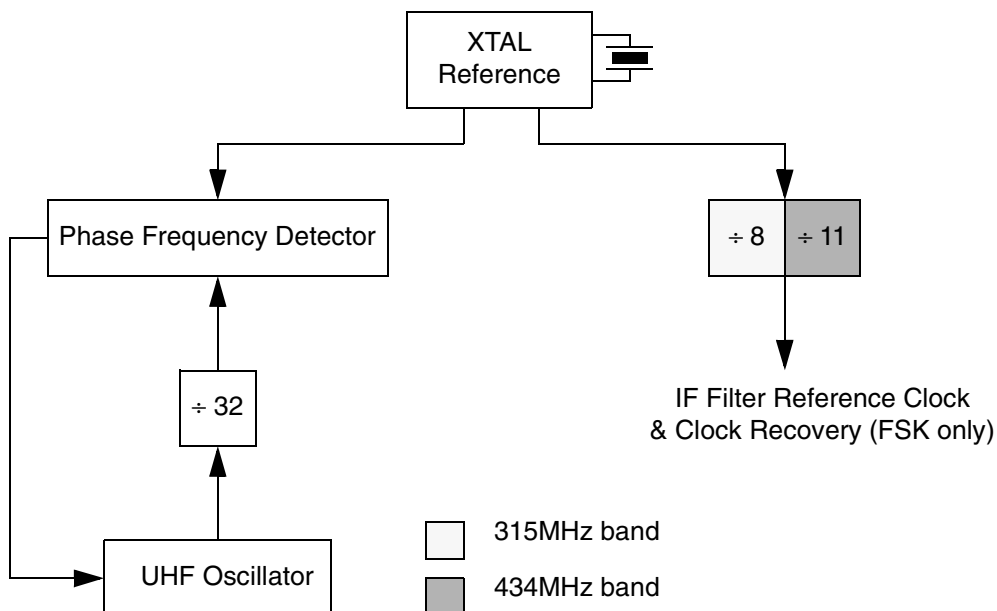 XTAL
Reference
Phase Frequency Detector
÷ 8
÷ 11
÷ 32
IF Filter Reference Clock
& Clock Recovery (FSK only)
315MHz band
UHF Oscillator
434MHz band